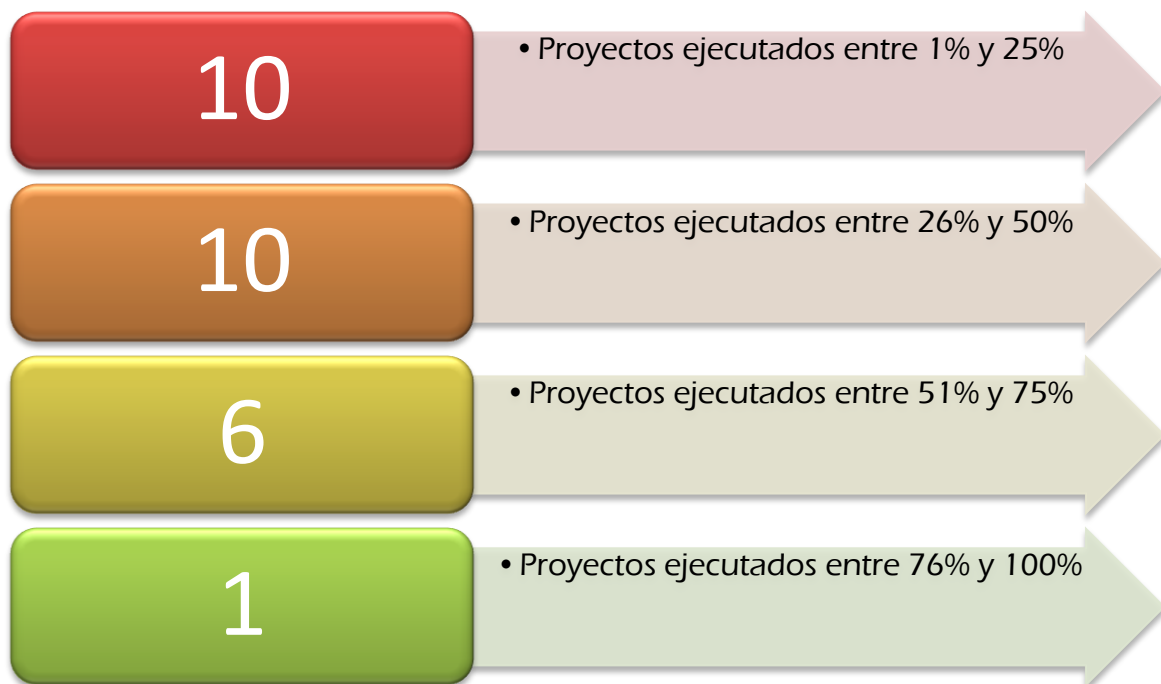 10
• Proyectos ejecutados entre 1% y 25%
10
• Proyectos ejecutados entre 26% y 50%
6
• Proyectos ejecutados entre 51% y 75%
1
• Proyectos ejecutados entre 76% y 100%